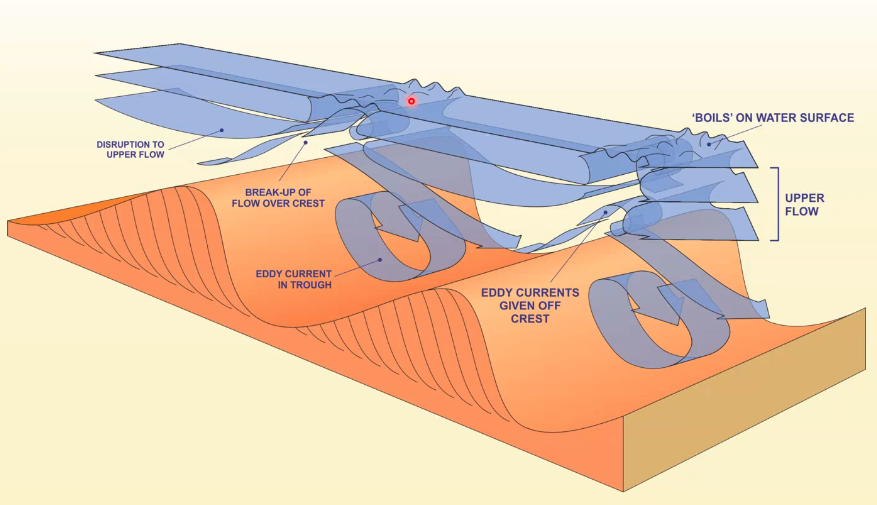 ‘BOILS’ ON WATER SURFACE
DISRUPTION TO
UPPER FLOW
BREAK-UP OF
FLOW OVER CREST
UPPER
FLOW
EDDY CURRENT
IN TROUGH
EDDY CURRENTS
GIVEN OFF
CREST